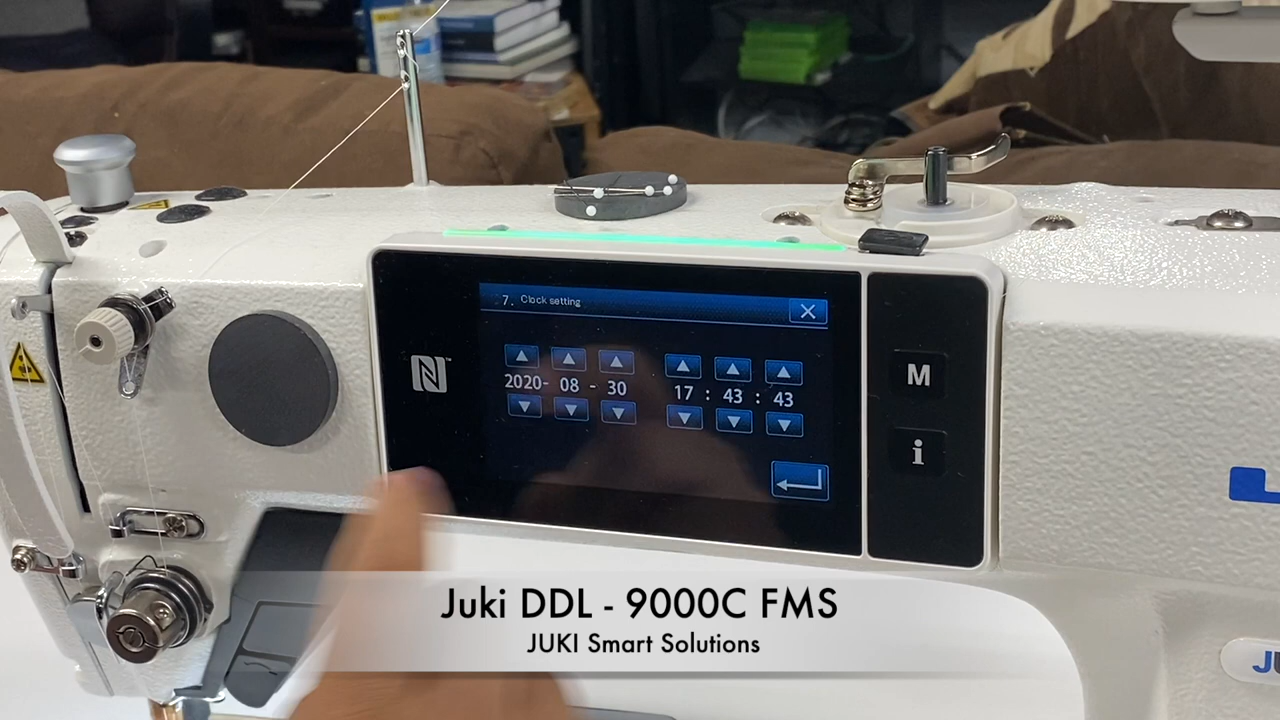 7. Clock setting
2020- 08 - 30 17 : 43 : 43
M
i
Juki DDL - 9000C FMS
JUKI Smart Solutions